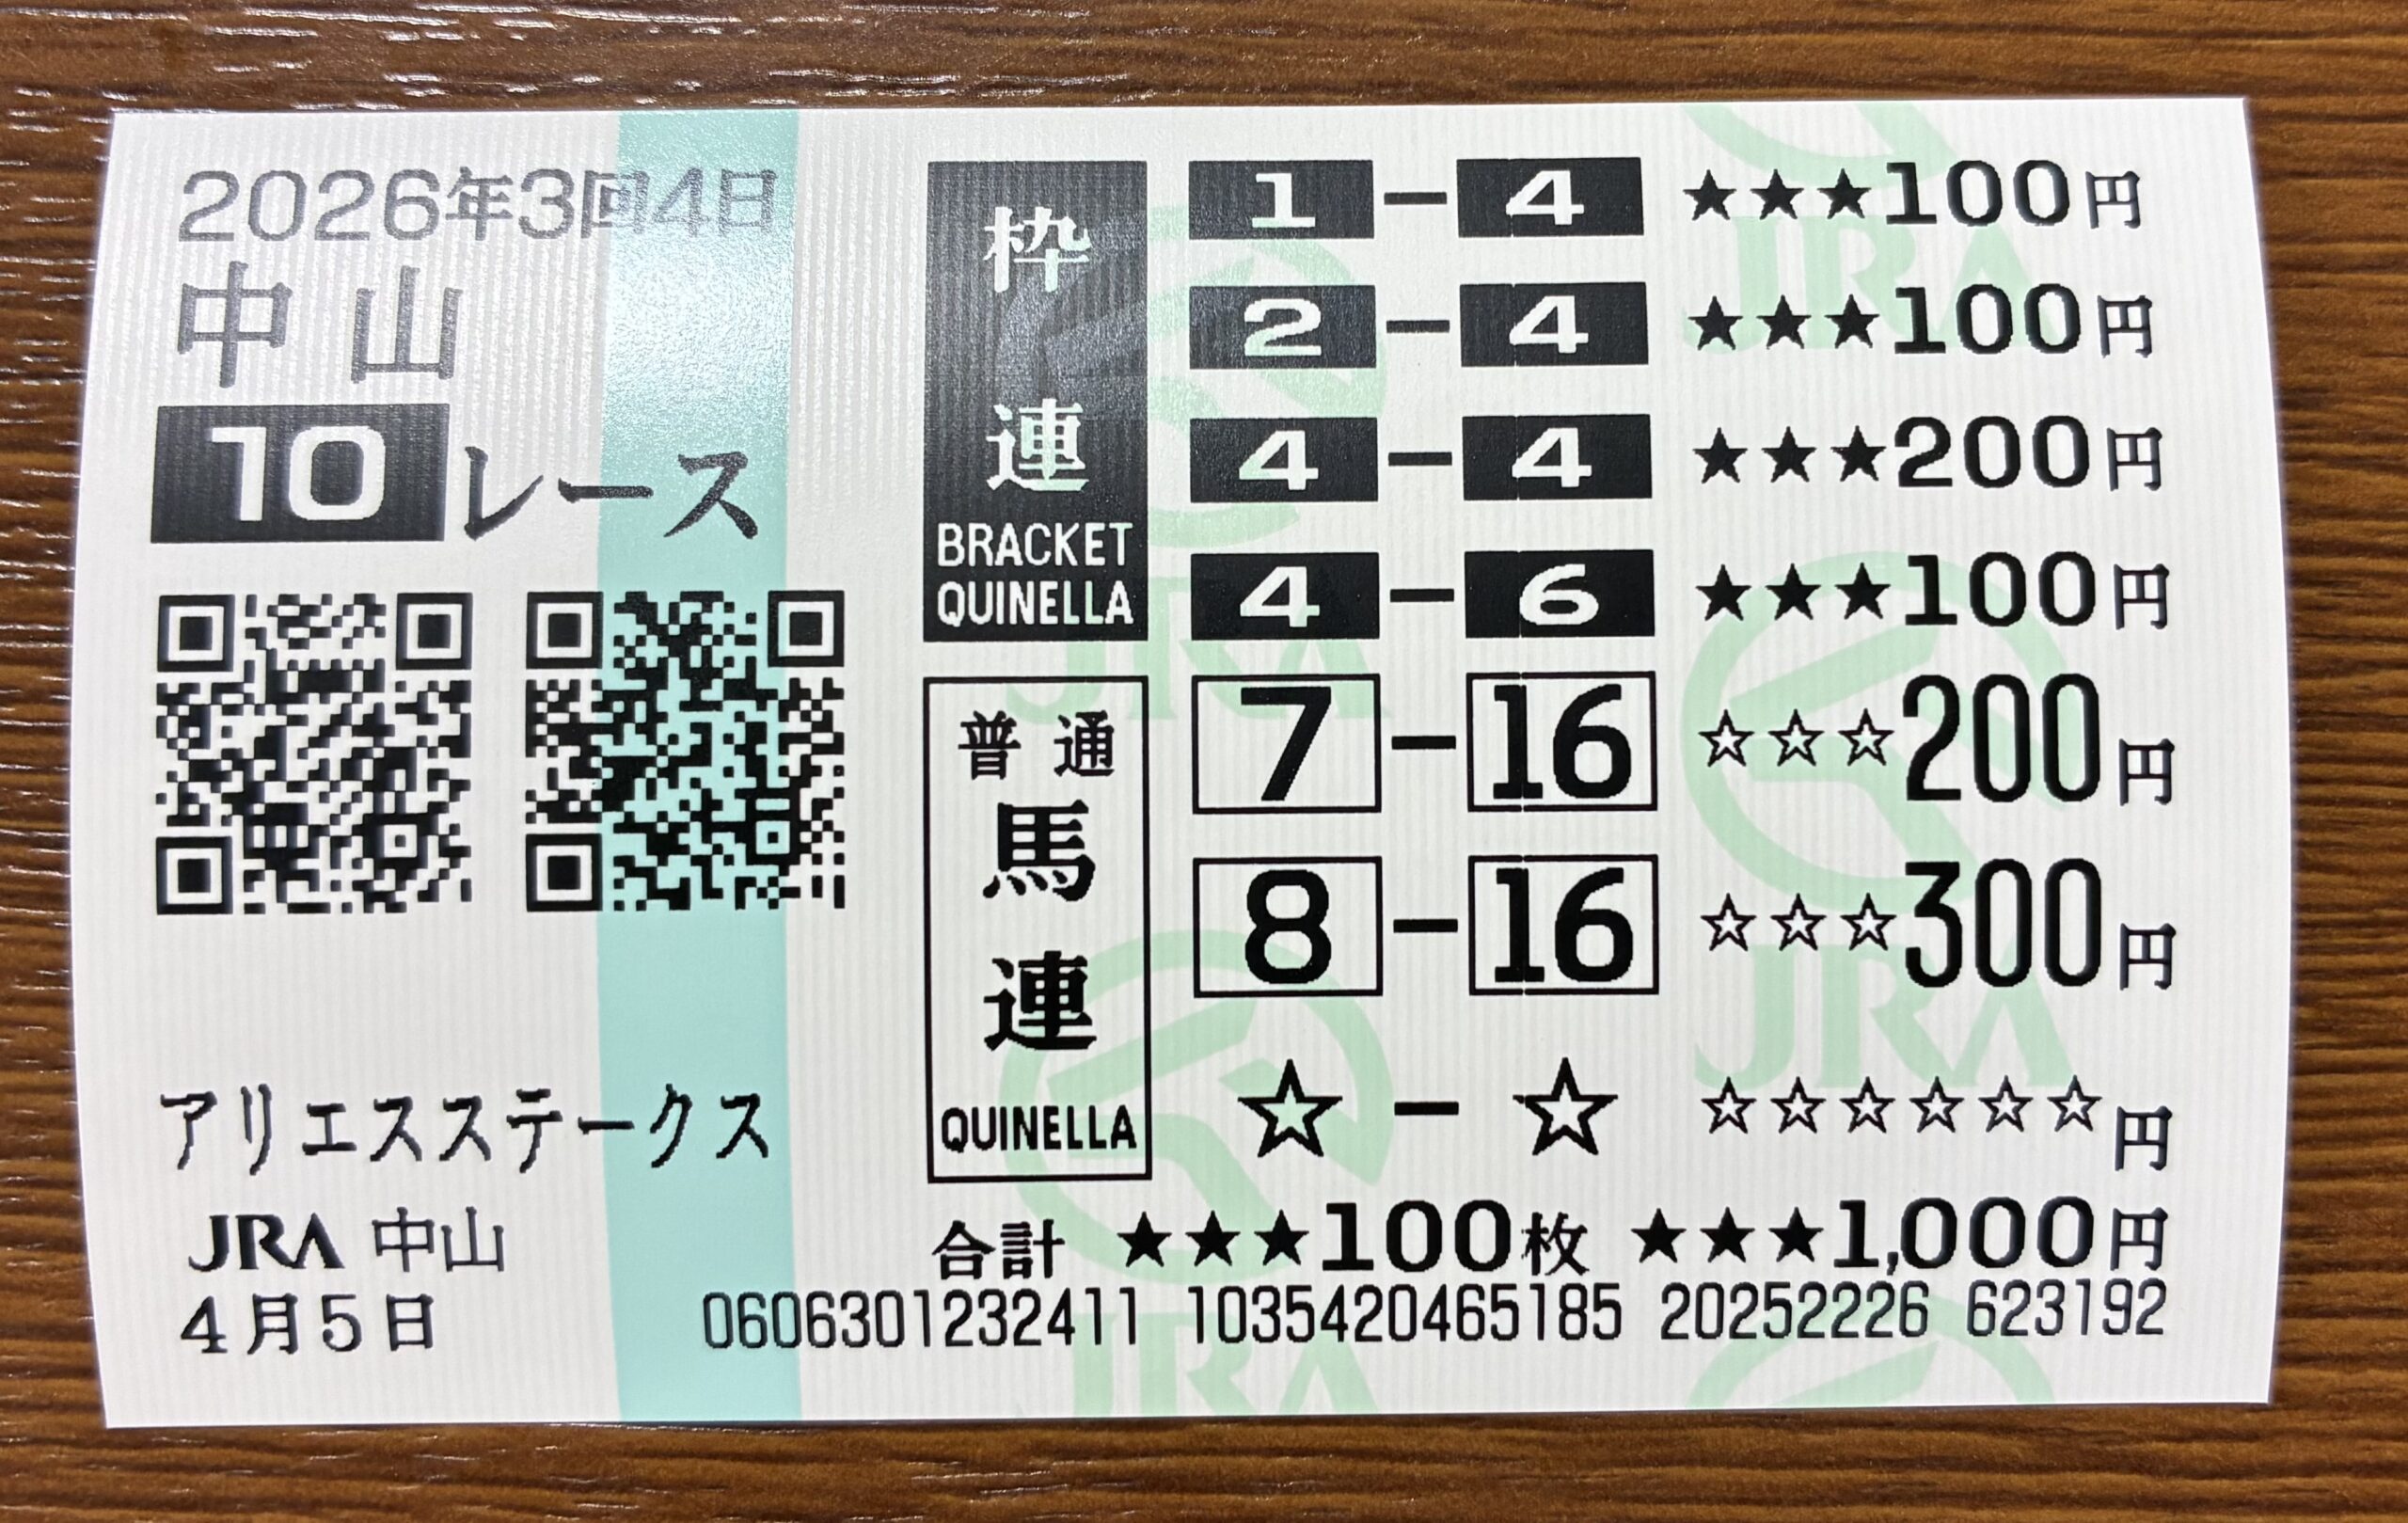 2026年3回4日
中山
10レース
アリエスステークス
JRA 中山
4月5日
枠連
BRACKET
QUINELLA
1-4 ★★★100円
2-4 ★★★100円
4-4 ★★★200円
4-6 ★★★100円
普通
馬連
QUINELLA
7-16 ☆☆☆200円
8-16 ☆☆☆300円
☆-☆ ☆☆☆☆☆☆円
合計 ★★★100枚 ★★★1,000円
0606301232411 1035420465185 20252226 623192